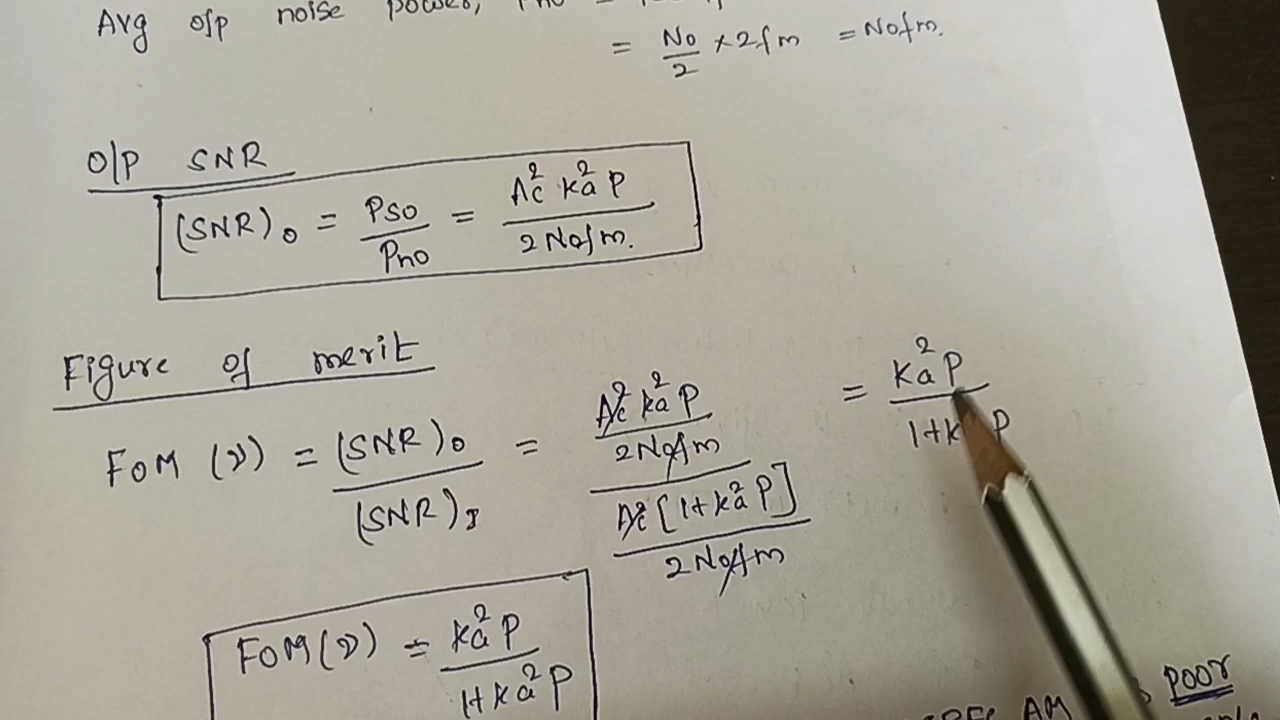 Avg o/p noise power, Pno =
= No/2 × 2fm = Nofm.
O/P SNR
(SNR)o = Pso/Pno = Ac² ka² P / 2Nofm.
Figure of merit
FOM (γ) = (SNR)o/(SNR)I = (Ac² ka² P / 2Nofm) / (Ac² [1+ka² P] / 2Nofm) = ka² P / 1+k P
FOM(γ) = ka² P / 1+ka² P
AM POOR